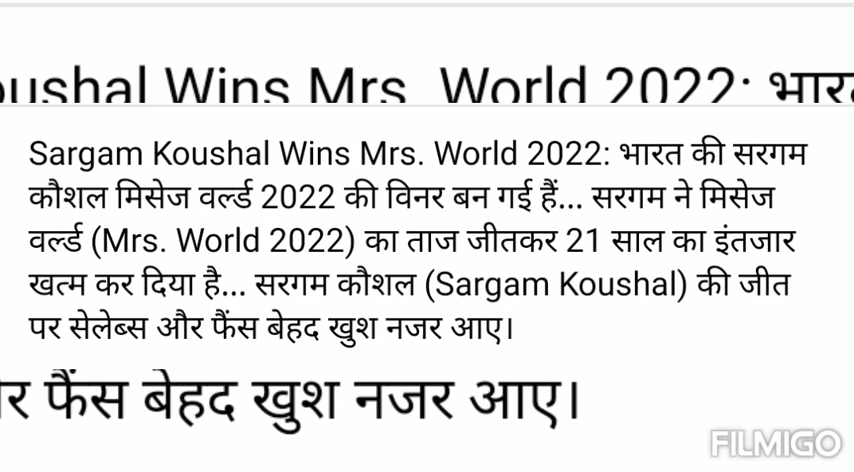 oushal Wins Mrs. World 2022: भार
Sargam Koushal Wins Mrs. World 2022: भारत की सरगम
कौशल मिसेज वर्ल्ड 2022 की विनर बन गई हैं... सरगम ने मिसेज
वर्ल्ड (Mrs. World 2022) का ताज जीतकर 21 साल का इंतजार
खत्म कर दिया है... सरगम कौशल (Sargam Koushal) की जीत
पर सेलेब्स और फैंस बेहद खुश नजर आए।
र फैंस बेहद खुश नजर आए।
FILMIGO